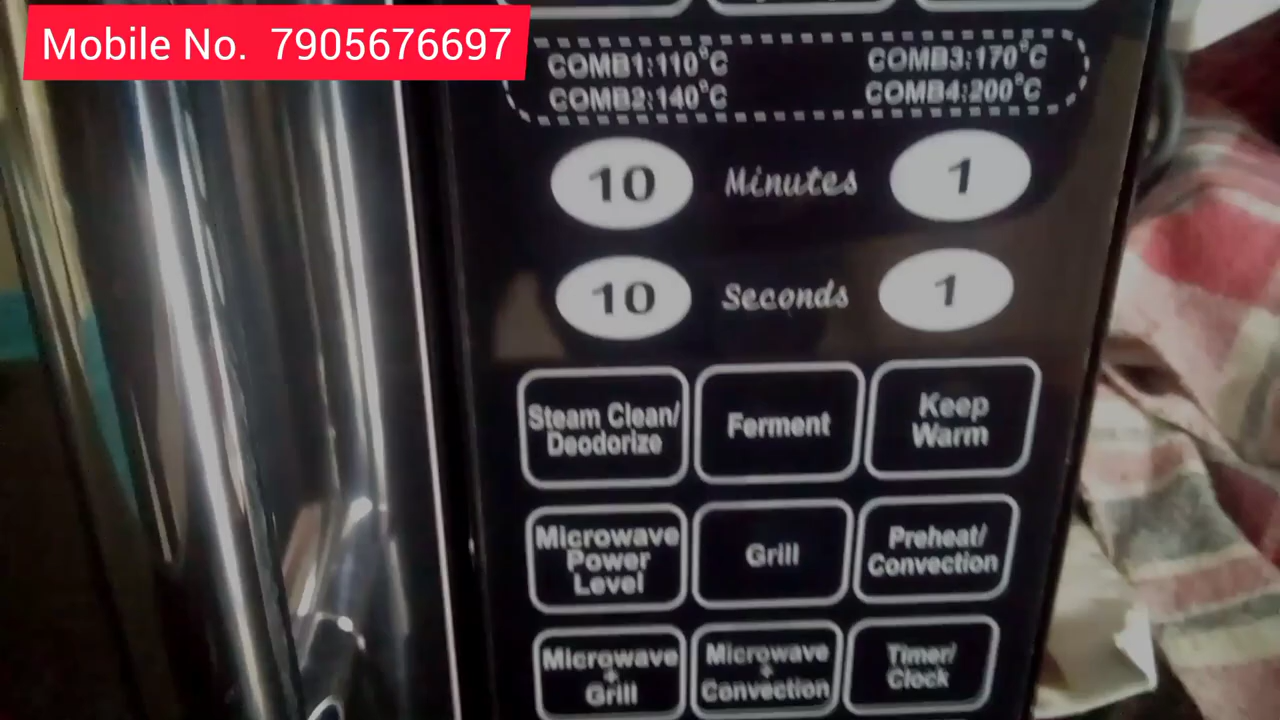 Mobile No. 7905676697
COMB1:110°C COMB3:170°C
COMB2:140°C COMB4:200°C
10 Minutes 1
10 Seconds 1
Steam Clean/
Deodorize
Ferment
Keep
Warm
Microwave
Power
Level
Grill
Preheat/
Convection
Microwave
+
Grill
Microwave
+
Convection
Timer/
Clock